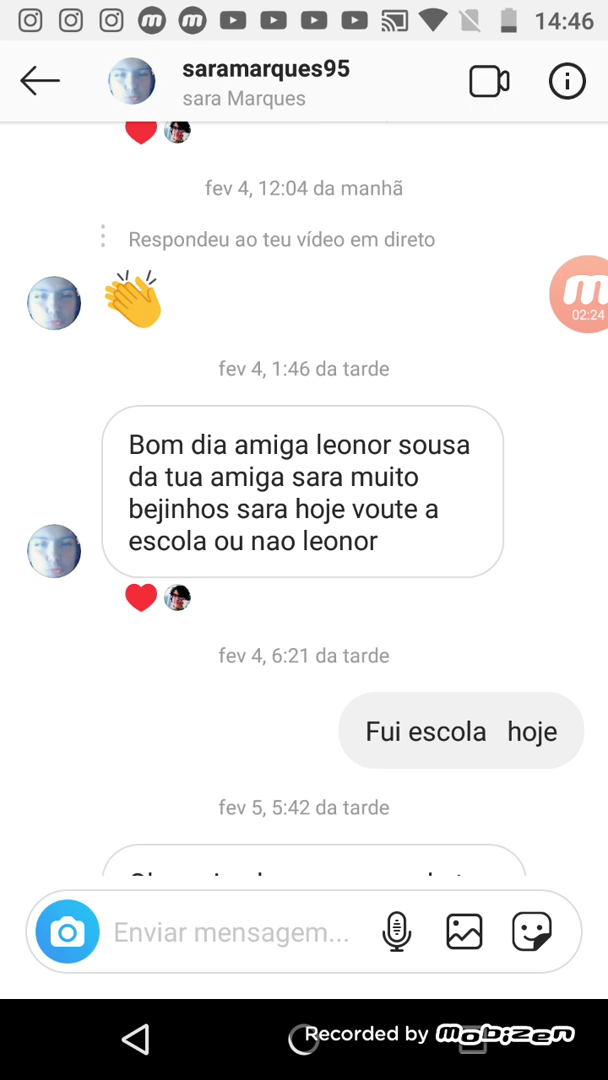 14:46
saramarques95
sara Marques
fev 4, 12:04 da manhã
Respondeu ao teu vídeo em direto
02:24
fev 4, 1:46 da tarde
Bom dia amiga leonor sousa
da tua amiga sara muito
bejinhos sara hoje voute a
escola ou nao leonor
fev 4, 6:21 da tarde
Fui escola hoje
fev 5, 5:42 da tarde
Enviar mensagem...
Recorded by mobizen